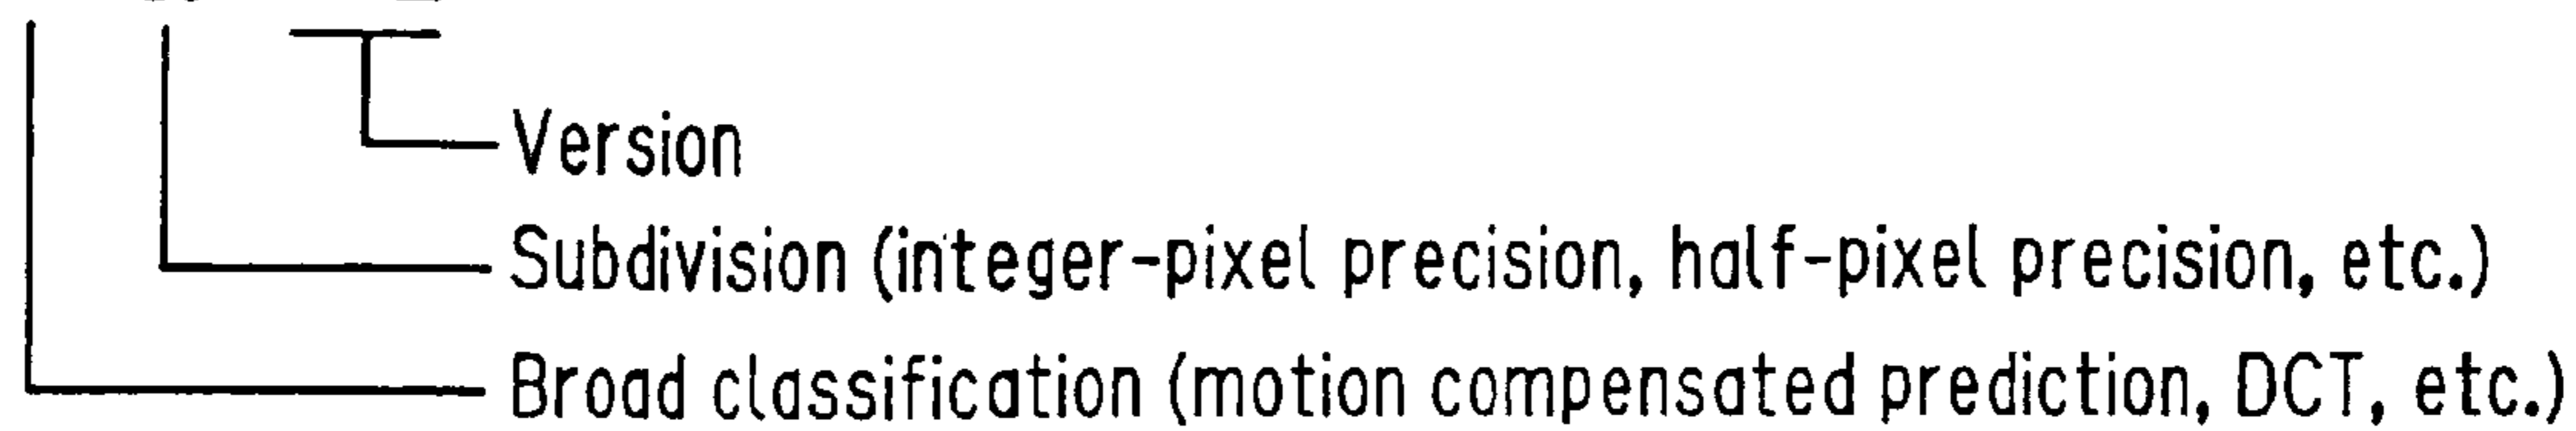 Version
Subdivision (integer-pixel precision, half-pixel precision, etc.)
Broad classification (motion compensated prediction, DCT, etc.)